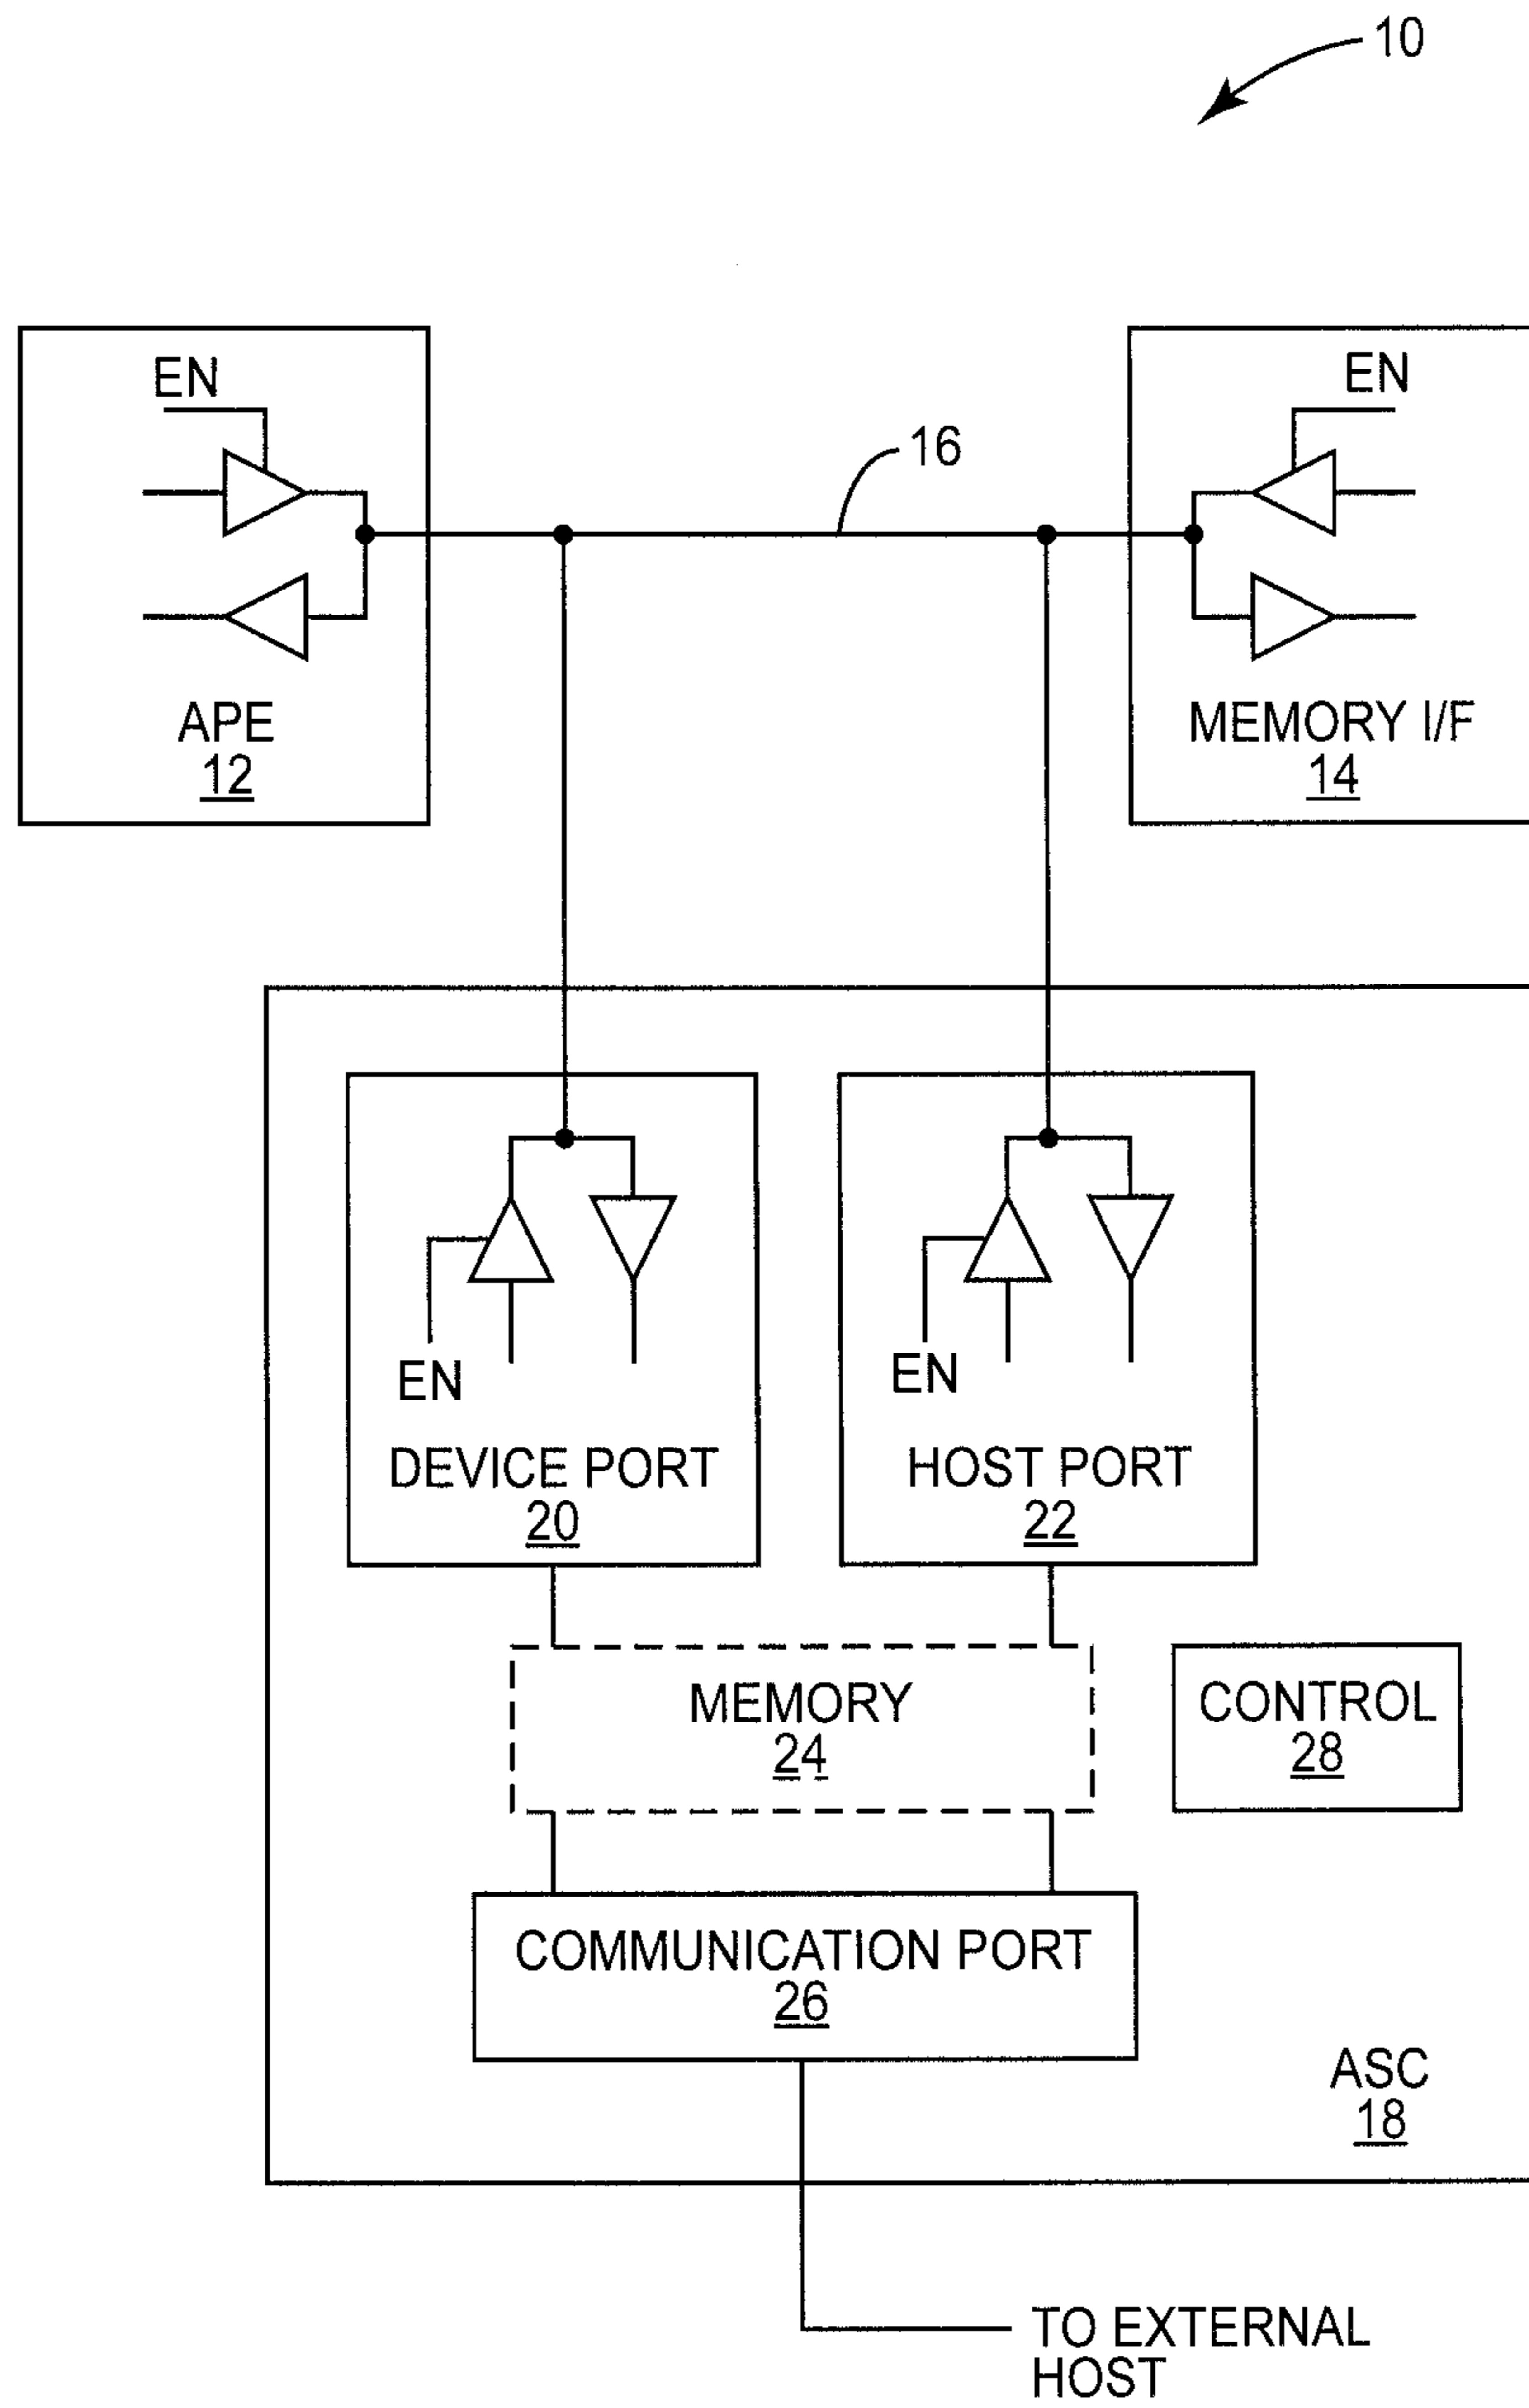 10
EN
EN
16
APE
12
MEMORY I/F
14
EN
EN
DEVICE PORT
20
HOST PORT
22
MEMORY
24
CONTROL
28
COMMUNICATION PORT
26
ASC
18
TO EXTERNAL
HOST